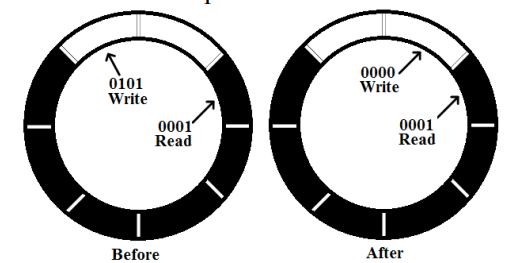 0101
Write
0001
Read
Before
0000
Write
0001
Read
After